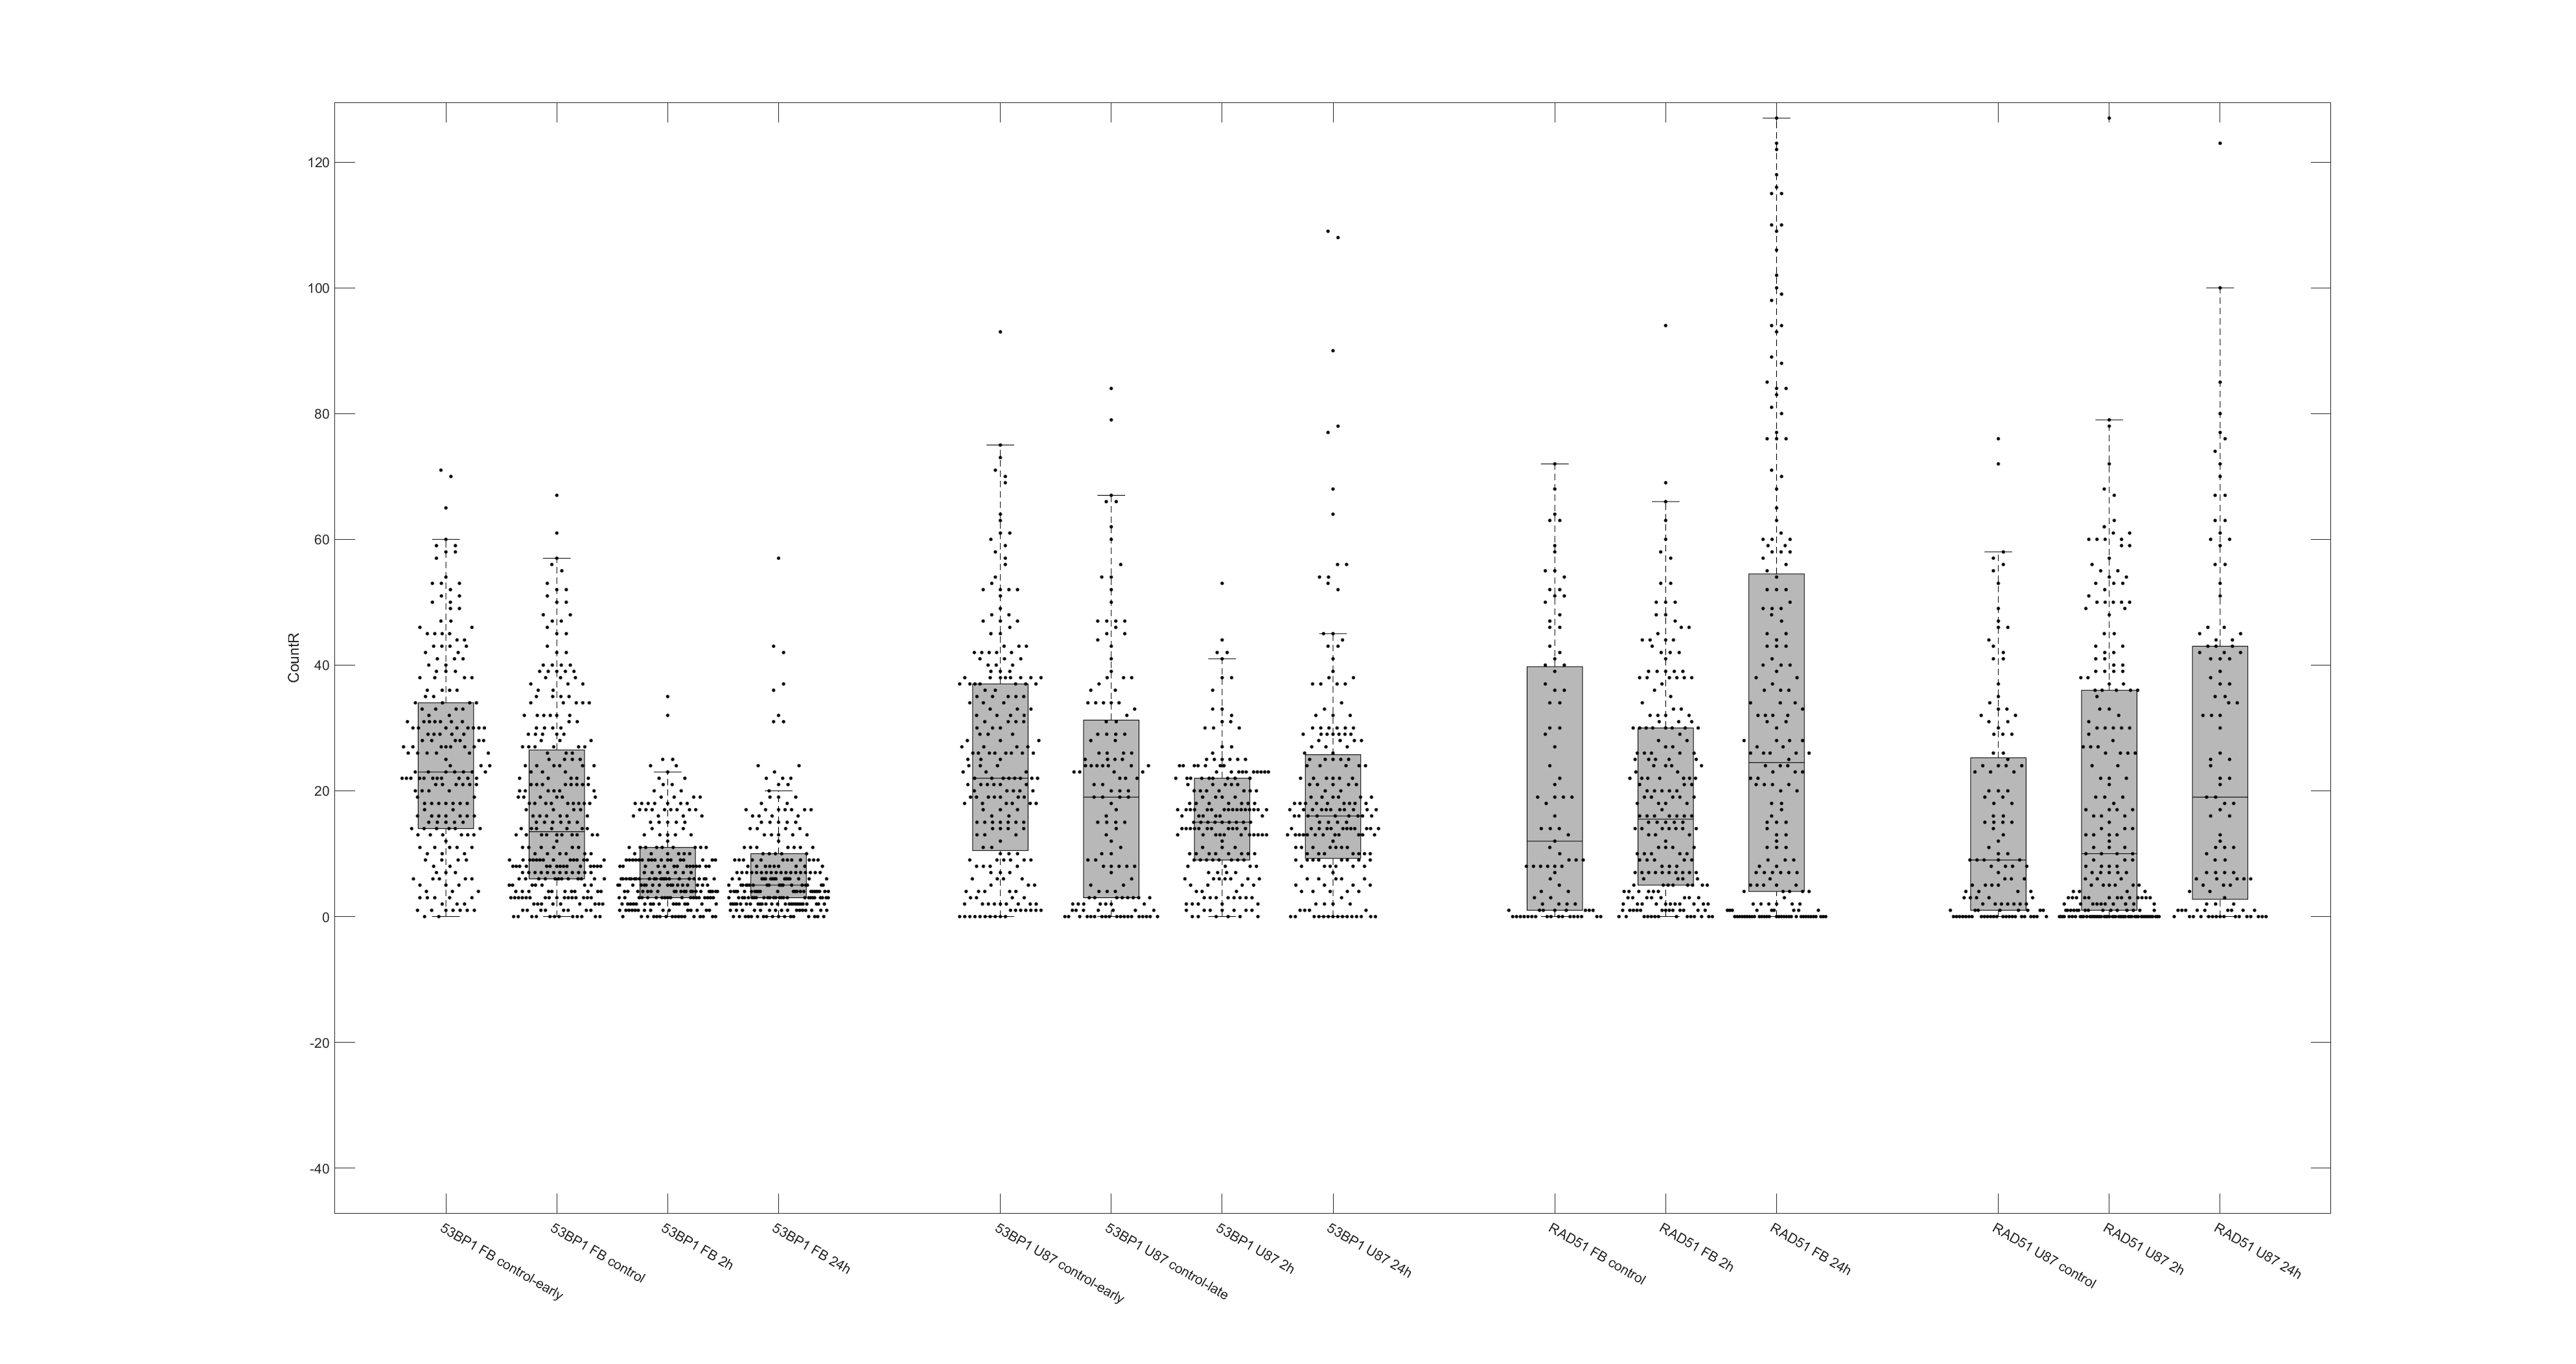 120
100
80
60
40
20
0
-20
-40
CountR
53BP1 FB control-early
53BP1 FB control
53BP1 FB 2h
53BP1 FB 24h
53BP1 U87 control-early
53BP1 U87 control-late
53BP1 U87 2h
53BP1 U87 24h
RAD51 FB control
RAD51 FB 2h
RAD51 FB 24h
RAD51 U87 control
RAD51 U87 2h
RAD51 U87 24h